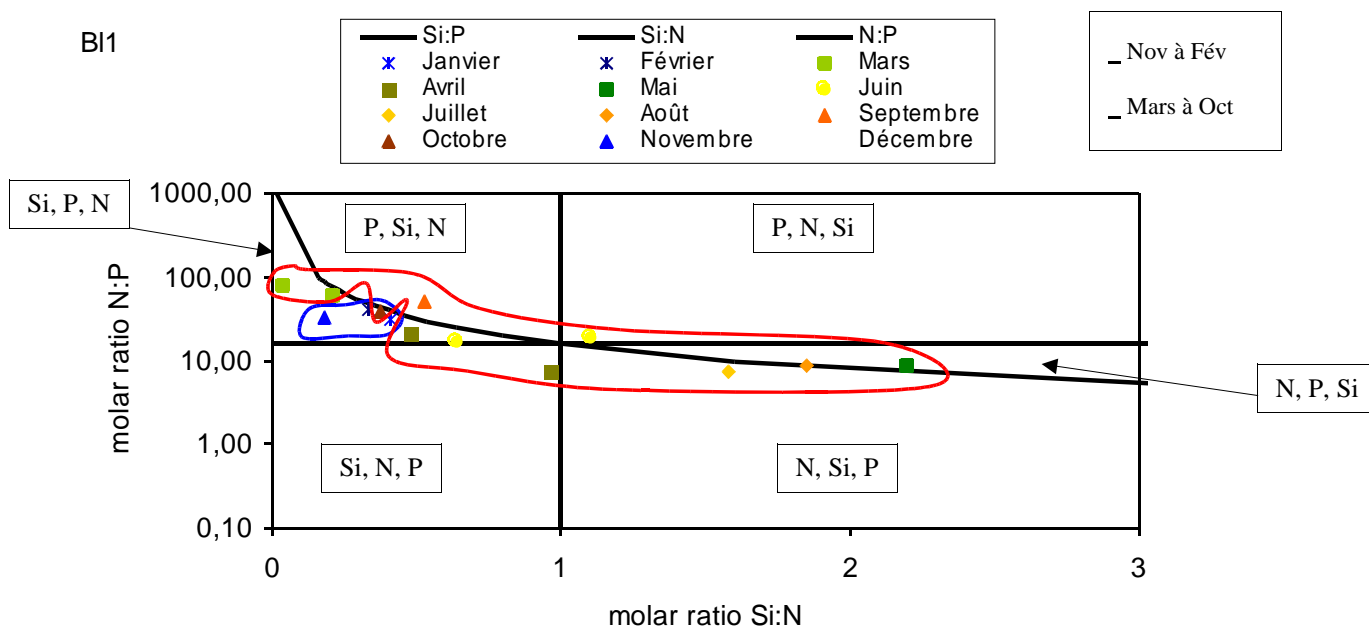 BI1
Si:P Si:N N:P
Janvier Février Mars
Avril Mai Juin
Juillet Août Septembre
Octobre Novembre Décembre
Nov à Fév
Mars à Oct
Si, P, N
P, Si, N
P, N, Si
N, P, Si
Si, N, P
N, Si, P
molar ratio N:P
1000,00
100,00
10,00
1,00
0,10
0 1 2 3
molar ratio Si:N